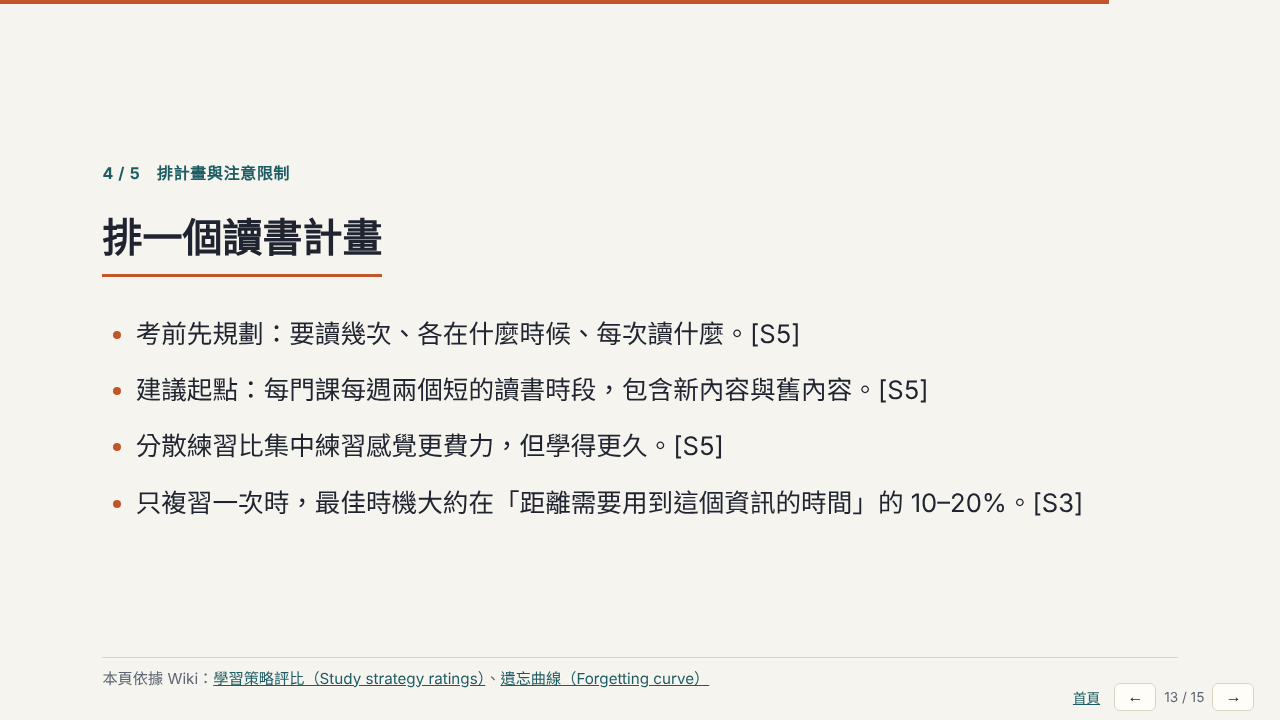 4 / 5　排計畫與注意限制
排一個讀書計畫
考前先規劃：要讀幾次、各在什麼時候、每次讀什麼。[S5]
建議起點：每門課每週兩個短的讀書時段，包含新內容與舊內容。[S5]
分散練習比集中練習感覺更費力，但學得更久。[S5]
只複習一次時，最佳時機大約在「距離需要用到這個資訊的時間」的 10–20%。[S3]
本頁依據 Wiki：學習策略評比（Study strategy ratings）、遺忘曲線（Forgetting curve）
首頁 ← 13 / 15 →